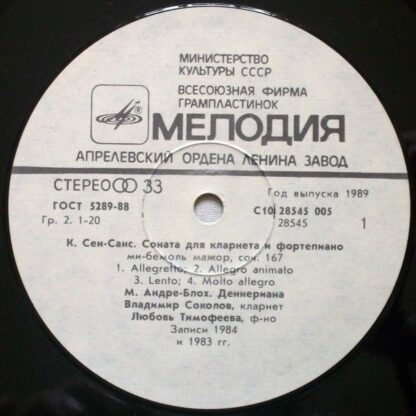 МИНИСТЕРСТВО
КУЛЬТУРЫ СССР
ВСЕСОЮЗНАЯ ФИРМА
ГРАМПЛАСТИНОК
МЕЛОДИЯ
АПРЕЛЕВСКИЙ ОРДЕНА ЛЕНИНА ЗАВОД
СТЕРЕО 33
Год выпуска 1989
ГОСТ 5289-88
С10 28545 005
Гр. 2. 1-20
28545
1
К. Сен-Санс. Соната для кларнета и фортепиано
ми-бемоль мажор, соч. 167
1. Allegretto; 2. Allegro animato
3. Lento; 4. Molto allegro
М. Андре-Блох. Деннериана
Владимир Соколов, кларнет
Любовь Тимофеева, ф-но
Записи 1984
и 1983 гг.